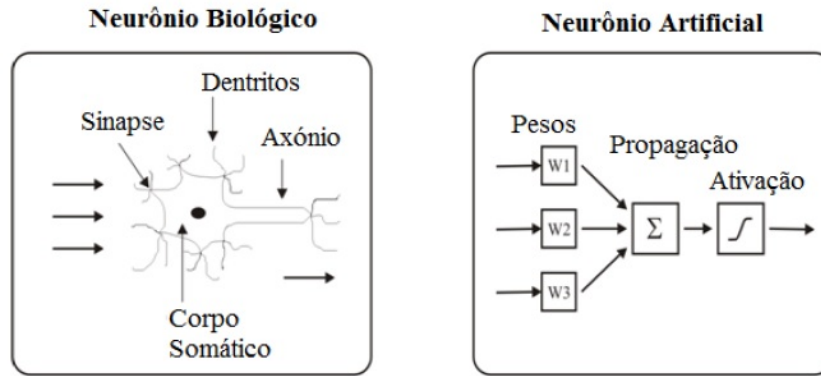 Neurônio Biológico
Dentritos
Sinapse
Axónio
Corpo
Somático
Neurônio Artificial
Pesos
Propagação
Ativação
W1
W2
W3
Σ